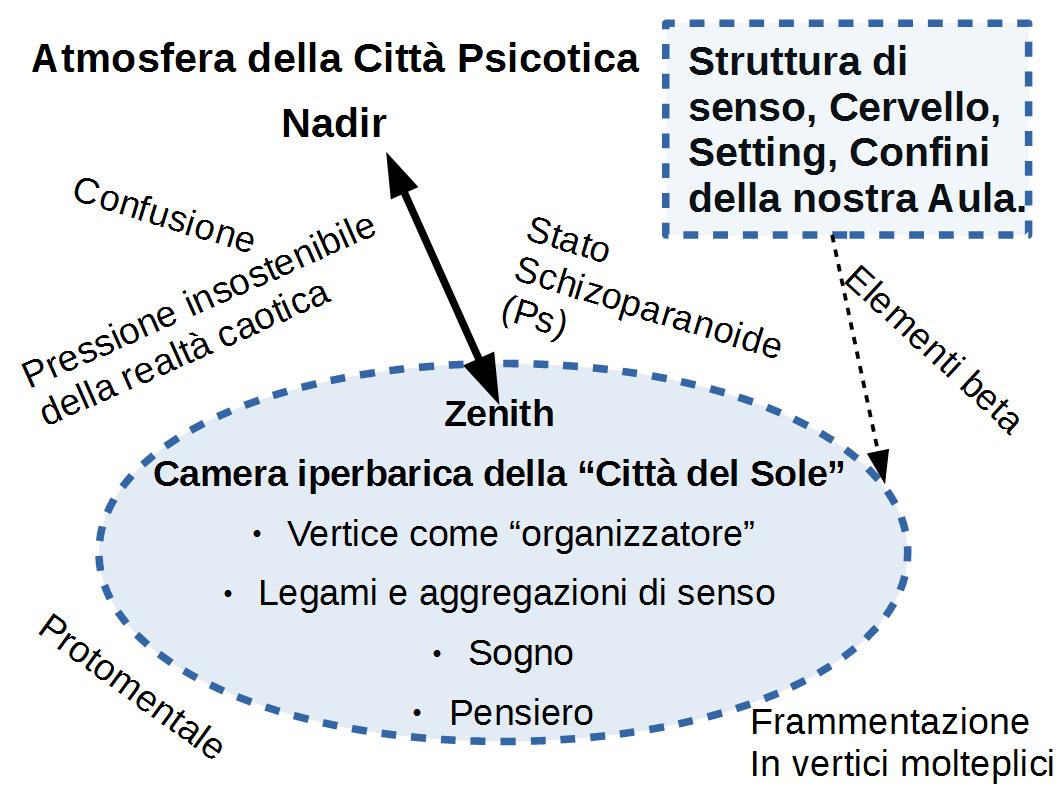 Atmosfera della Città Psicotica
Nadir
Struttura di
senso, Cervello,
Setting, Confini
della nostra Aula.
Confusione
Pressione insostenibile
della realtà caotica
Stato
Schizoparanoide
(Ps)
Elementi beta
Zenith
Camera iperbarica della “Città del Sole”
• Vertice come “organizzatore”
• Legami e aggregazioni di senso
• Sogno
• Pensiero
Protomentale
Frammentazione
In vertici molteplici